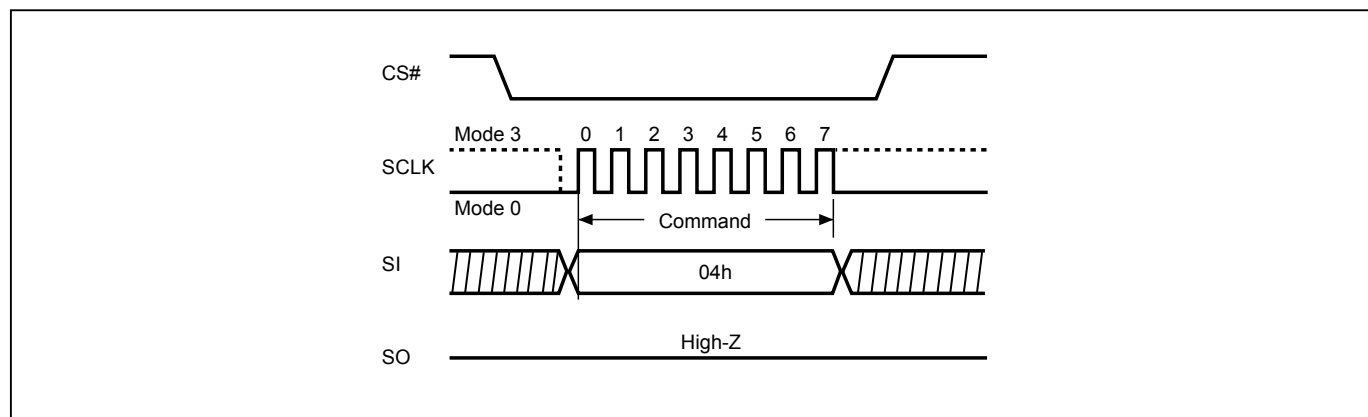 CS#
Mode 3
0 1 2 3 4 5 6 7
SCLK
Mode 0
Command
SI
04h
High-Z
SO